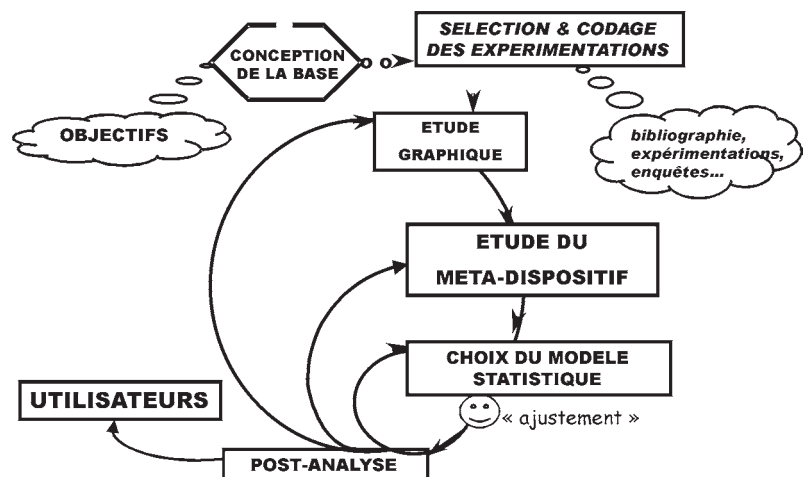 CONCEPTION
DE LA BASE
SELECTION & CODAGE
DES EXPERIMENTATIONS
OBJECTIFS
ETUDE
GRAPHIQUE
bibliographie,
expérimentations,
enquêtes...
ETUDE DU
META-DISPOSITIF
CHOIX DU MODELE
STATISTIQUE
UTILISATEURS
« ajustement »
POST-ANALYSE